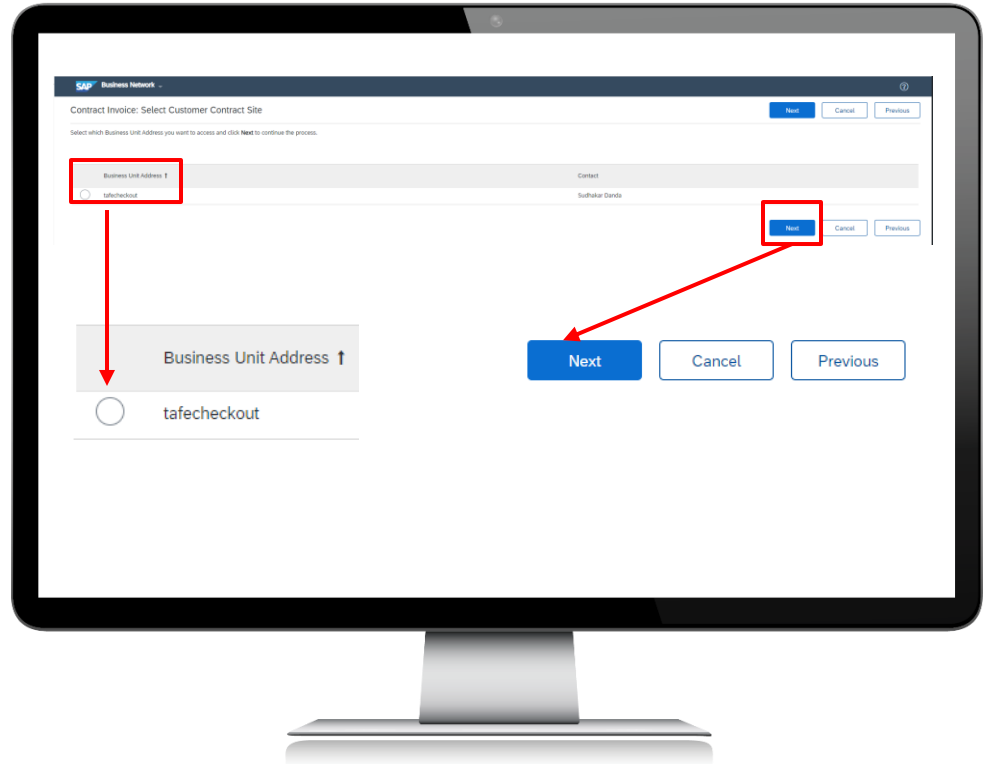 SAP Business Network
Contract Invoice: Select Customer Contract Site
Next Cancel Previous
Select which Business Unit Address you want to access and click Next to continue the process.
Business Unit Address ↑ Contact
tafecheckout Sudhakar Danda
Next Cancel Previous
Business Unit Address ↑
tafecheckout
Next Cancel Previous